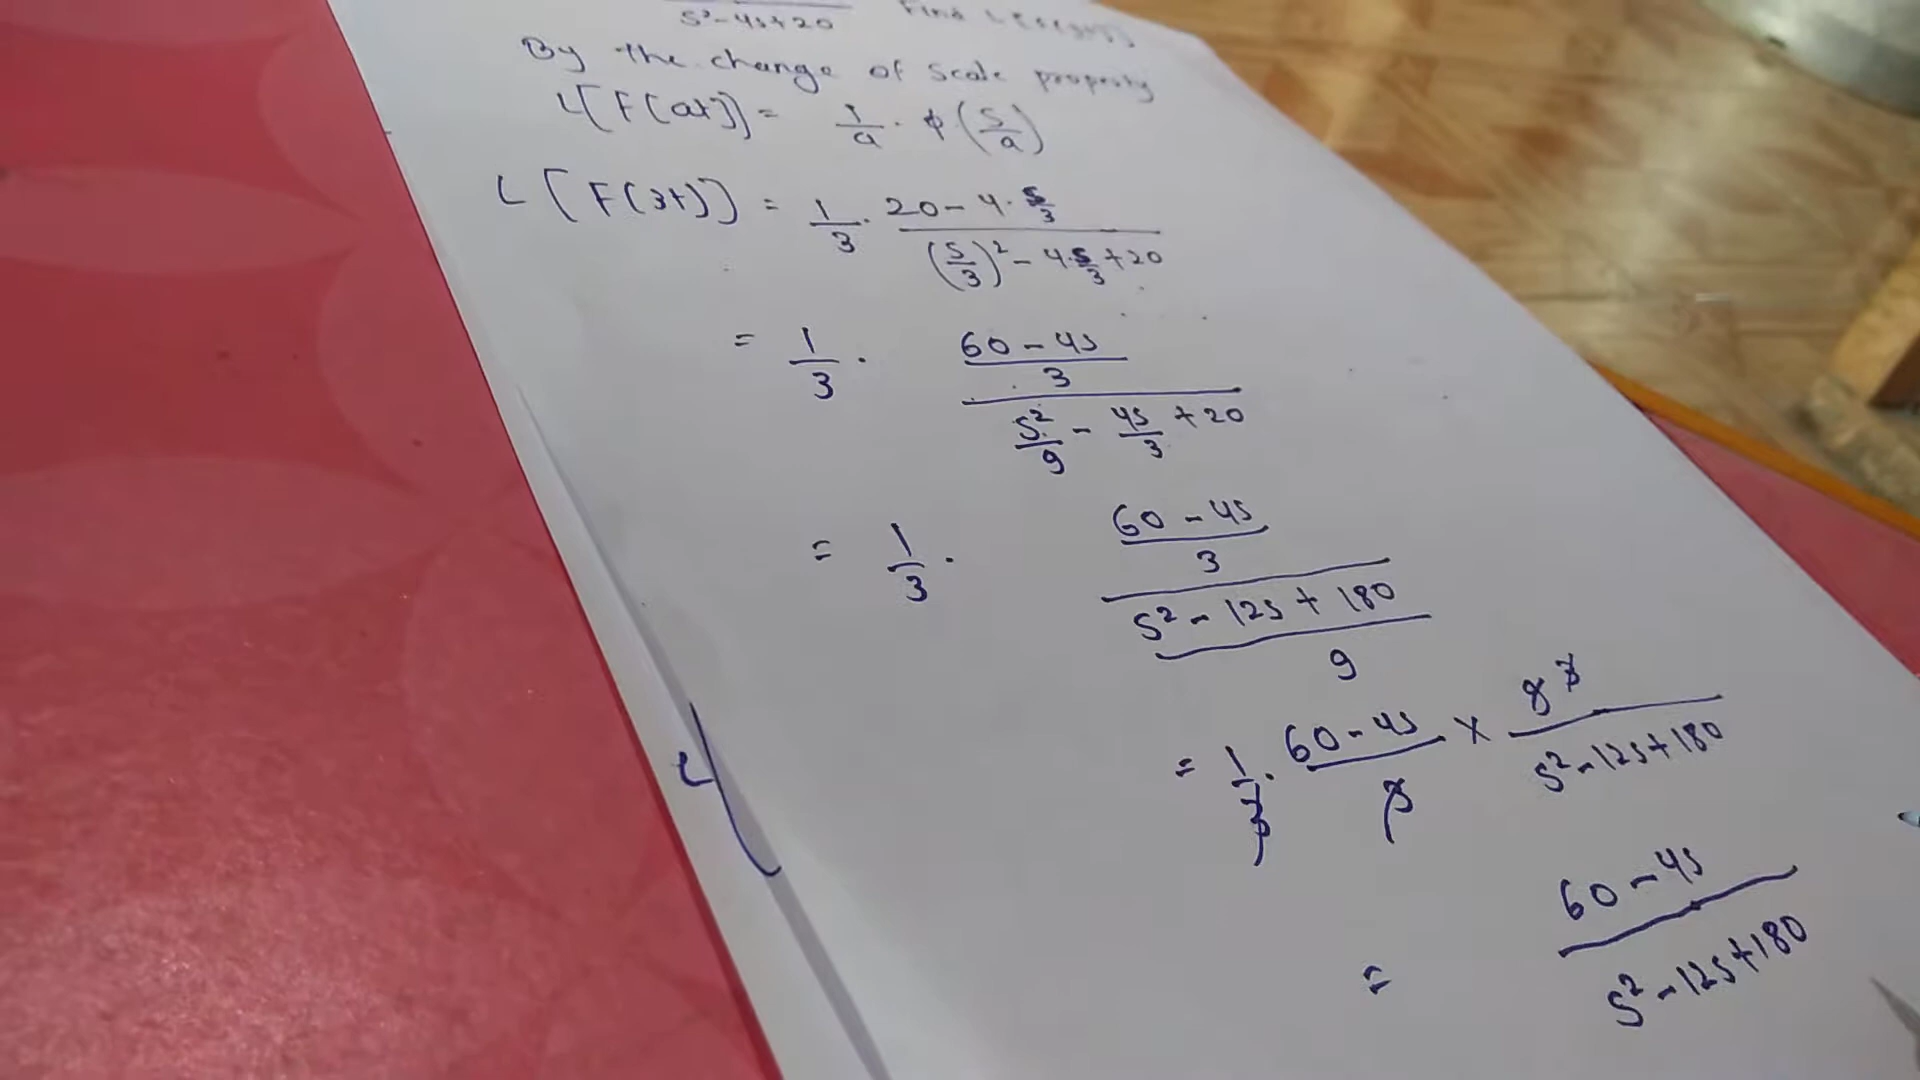 s²-4s+20 Find L[F(3t)]
By the change of scale property
L[F(at)] = 1/a · φ(s/a)
L[F(3t)] = 1/3 · (20-4·s/3)/((s/3)²-4·s/3+20)
= 1/3 · ((60-4s)/3)/(s²/9 - 4s/3 + 20)
= 1/3 · ((60-4s)/3)/((s²-12s+180)/9)
= 1/3 · (60-4s)/3 × 9/(s²-12s+180)
= (60-4s)/(s²-12s+180)